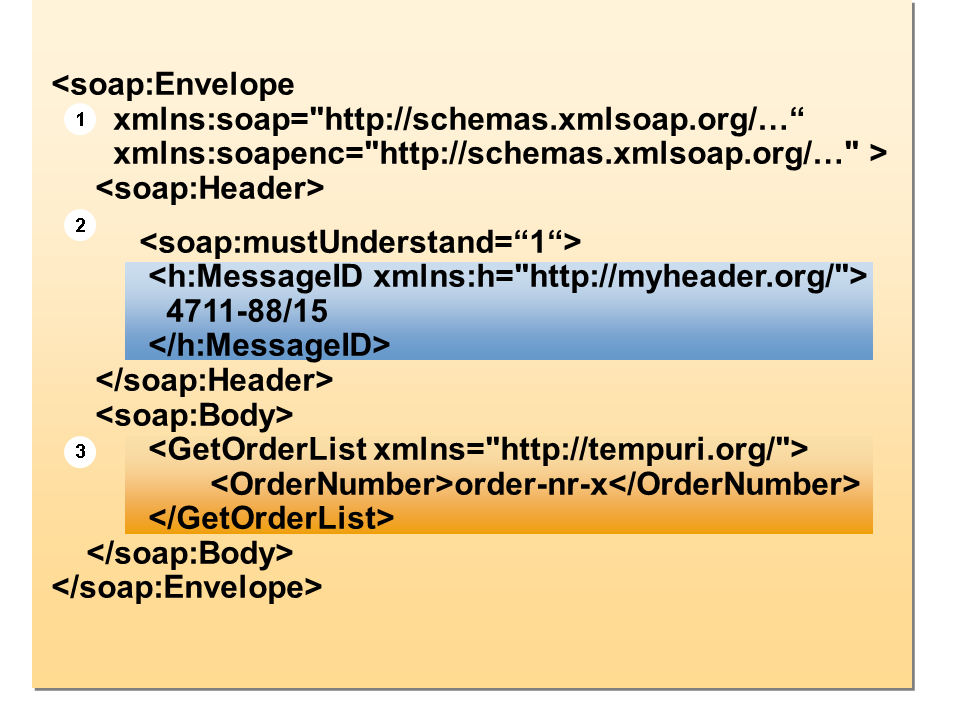 <soap:Envelope
1 xmlns:soap="http://schemas.xmlsoap.org/…“
xmlns:soapenc="http://schemas.xmlsoap.org/…" >
<soap:Header>
2
<soap:mustUnderstand=“1“>
<h:MessageID xmlns:h="http://myheader.org/">
4711-88/15
</h:MessageID>
</soap:Header>
<soap:Body>
3 <GetOrderList xmlns="http://tempuri.org/">
<OrderNumber>order-nr-x</OrderNumber>
</GetOrderList>
</soap:Body>
</soap:Envelope>